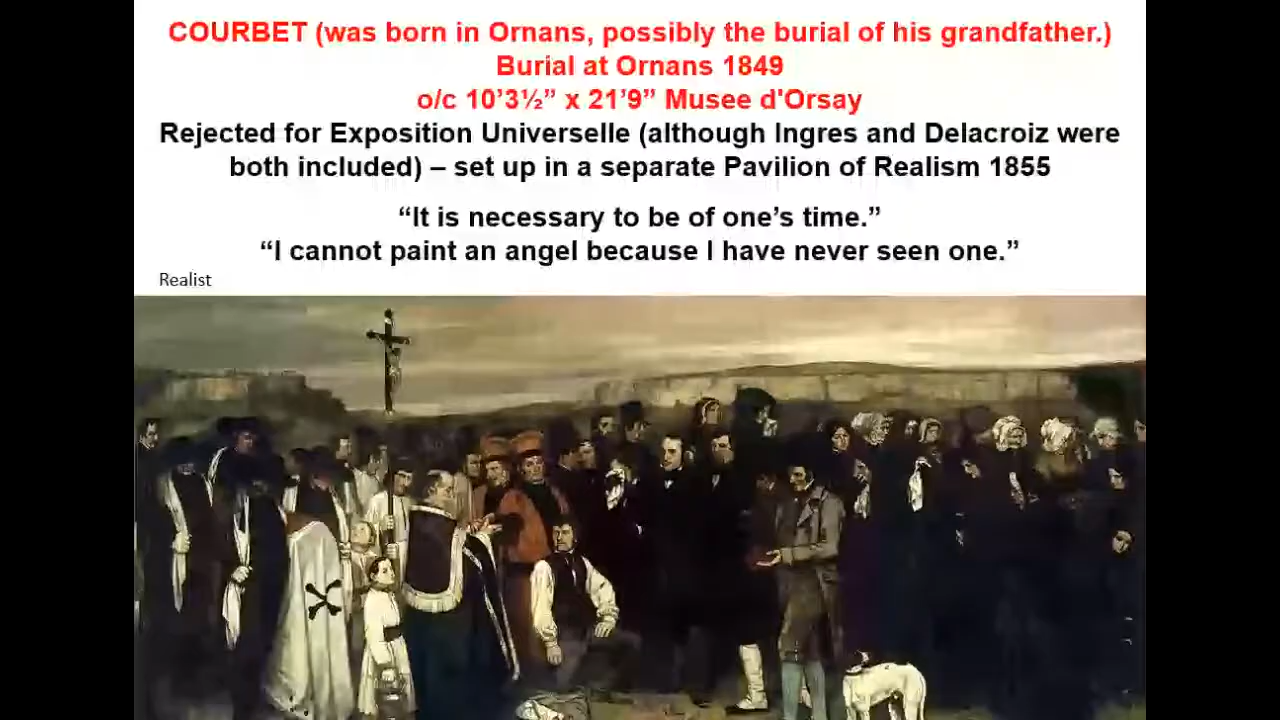 COURBET (was born in Ornans, possibly the burial of his grandfather.)
Burial at Ornans 1849
o/c 10’3½” x 21’9” Musee d'Orsay
Rejected for Exposition Universelle (although Ingres and Delacroiz were
both included) – set up in a separate Pavilion of Realism 1855
“It is necessary to be of one’s time.”
“I cannot paint an angel because I have never seen one.”
Realist